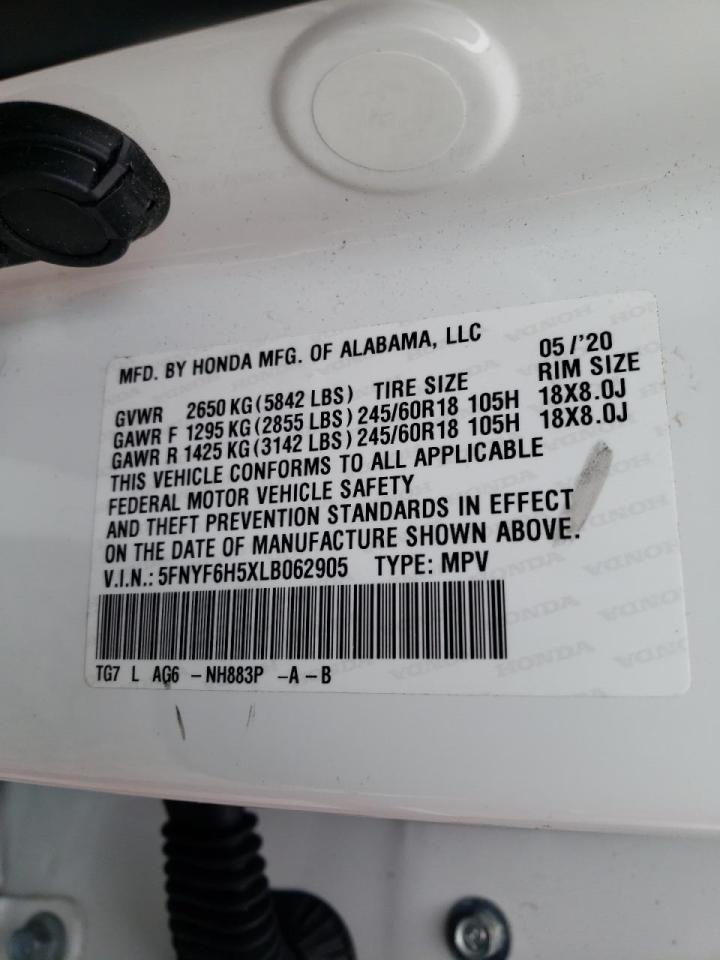 MFD. BY HONDA MFG. OF ALABAMA, LLC 05/'20
GVWR 2650 KG (5842 LBS) TIRE SIZE RIM SIZE
GAWR F 1295 KG (2855 LBS) 245/60R18 105H 18X8.0J
GAWR R 1425 KG (3142 LBS) 245/60R18 105H 18X8.0J
THIS VEHICLE CONFORMS TO ALL APPLICABLE
FEDERAL MOTOR VEHICLE SAFETY
AND THEFT PREVENTION STANDARDS IN EFFECT
ON THE DATE OF MANUFACTURE SHOWN ABOVE.
V.I.N.: 5FNYF6H5XLB062905 TYPE: MPV
TG7 L AG6 -NH883P -A -B